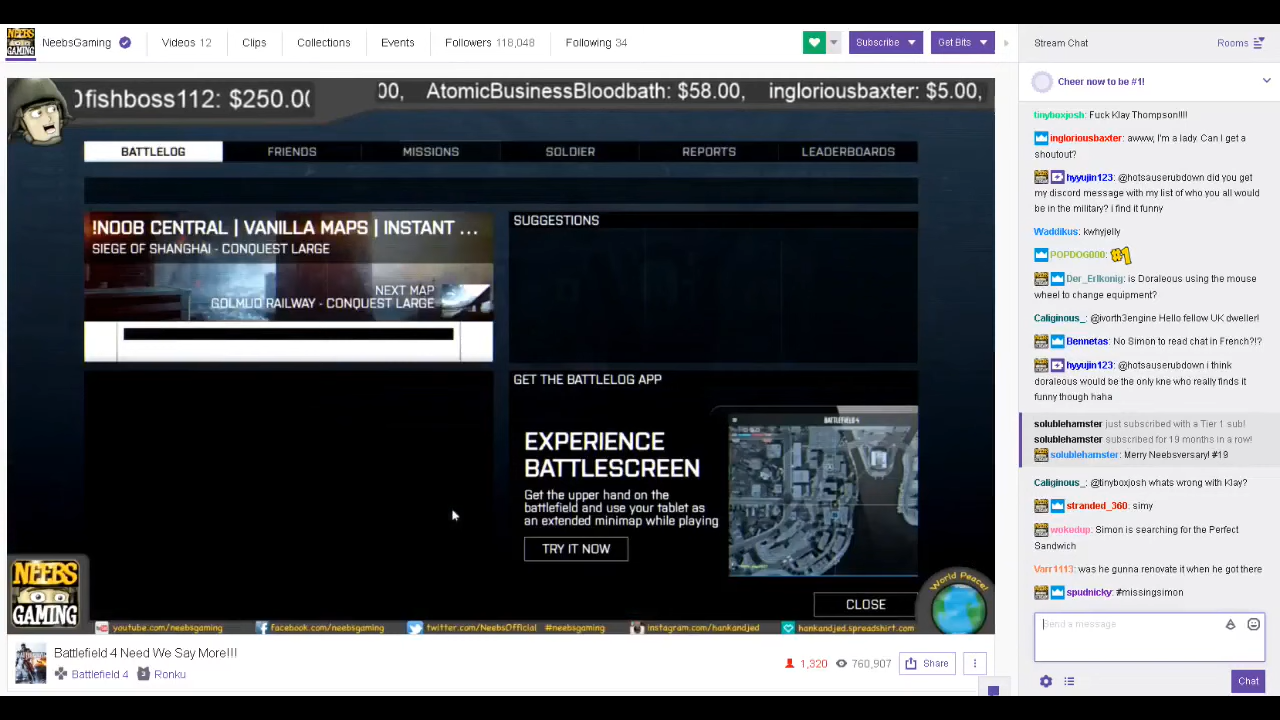 NeebsGaming
Videos 12
Clips
Collections
Events
Followers 118,048
Following 34
Subscribe
Get Bits
Stream Chat
Rooms
fishboss112: $250.0
00, AtomicBusinessBloodbath: $58.00, ingloriousbaxter: $5.00,
BATTLELOG
FRIENDS
MISSIONS
SOLDIER
REPORTS
LEADERBOARDS
!NOOB CENTRAL | VANILLA MAPS | INSTANT ...
SIEGE OF SHANGHAI - CONQUEST LARGE
NEXT MAP
GOLMUD RAILWAY - CONQUEST LARGE
SUGGESTIONS
GET THE BATTLELOG APP
EXPERIENCE
BATTLESCREEN
Get the upper hand on the
battlefield and use your tablet as
an extended minimap while playing
TRY IT NOW
BATTLEFIELD 4
CLOSE
NEEBS
GAMING
World Peace!
youtube.com/neebsgaming
facebook.com/neebsgaming
twitter.com/NeebsOfficial #neebsgaming
instagram.com/hankandjed
hankandjed.spreadshirt.com
Battlefield 4 Need We Say More!!!
Battlefield 4
Ronku
1,320
760,907
Share
Cheer now to be #1!
tinyboxjosh: Fuck Klay Thompson!!!!
ingloriousbaxter: awww, I'm a lady. Can I get a
shoutout?
hyyujin123: @hotsauserubdown did you get
my discord message with my list of who you all would
be in the military? i find it funny
Waddikus: kwhyjelly
POPDOG000: #1
Der_Erlkonig: is Doraleous using the mouse
wheel to change equipment?
Caliginous_: @ivorth3engine Hello fellow UK dweller!
Bennetas: No Simon to read chat in French?!?
hyyujin123: @hotsauserubdown i think
doraleous would be the only kne who really finds it
funny though haha
solublehamster just subscribed with a Tier 1 sub!
solublehamster subscribed for 19 months in a row!
solublehamster: Merry Neebsversary! #19
Caliginous_: @tinyboxjosh whats wrong with Klay?
stranded_360: simy
wokedup: Simon is searching for the Perfect
Sandwich
Varr1113: was he gunna renovite it when he got there
spudnicky: #missingsimon
Send a message
Chat